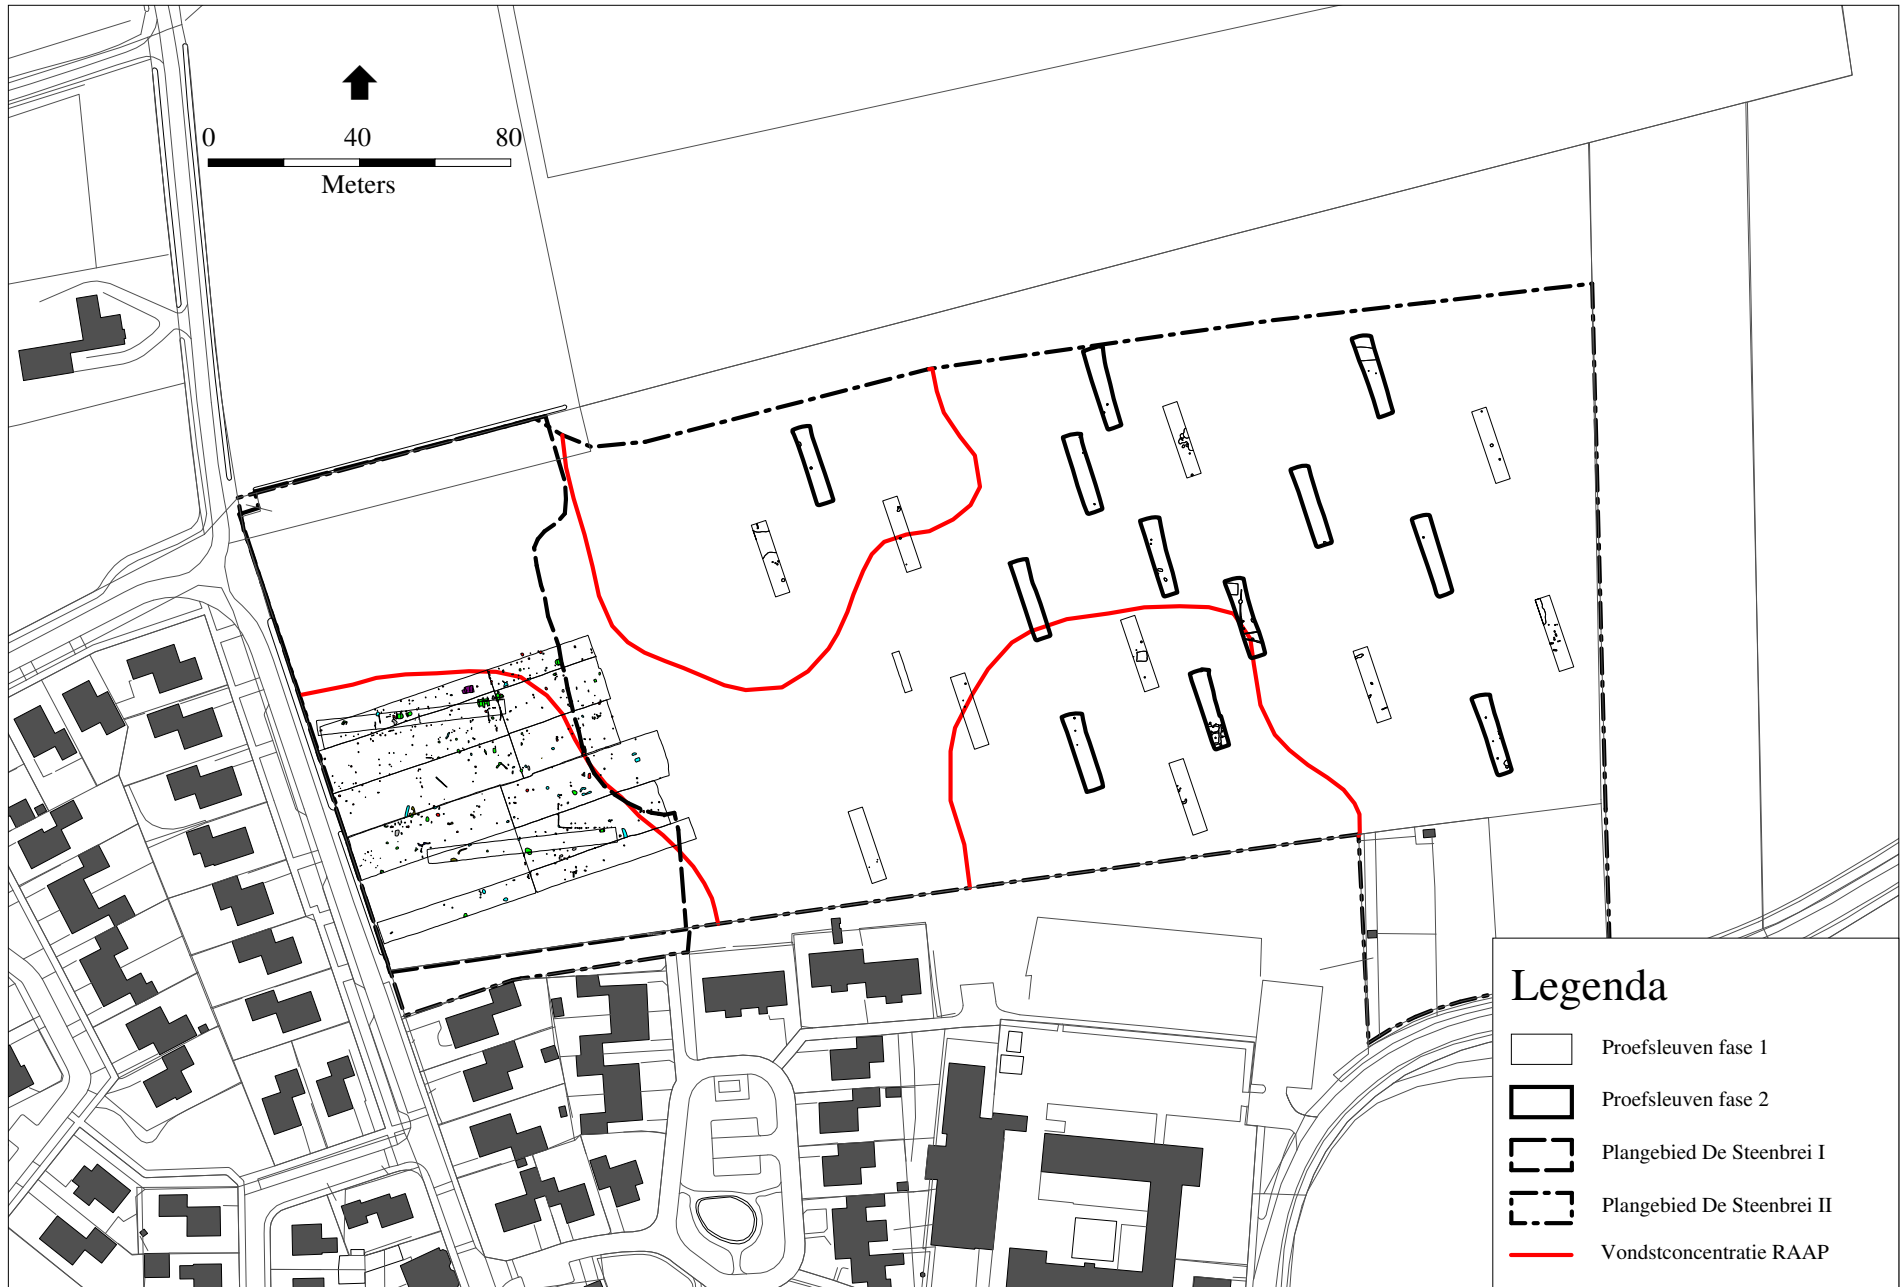 0 40 80
Meters
Legenda
Proefsleuven fase 1
Proefsleuven fase 2
Plangebied De Steenbrei I
Plangebied De Steenbrei II
Vondstconcentratie RAAP